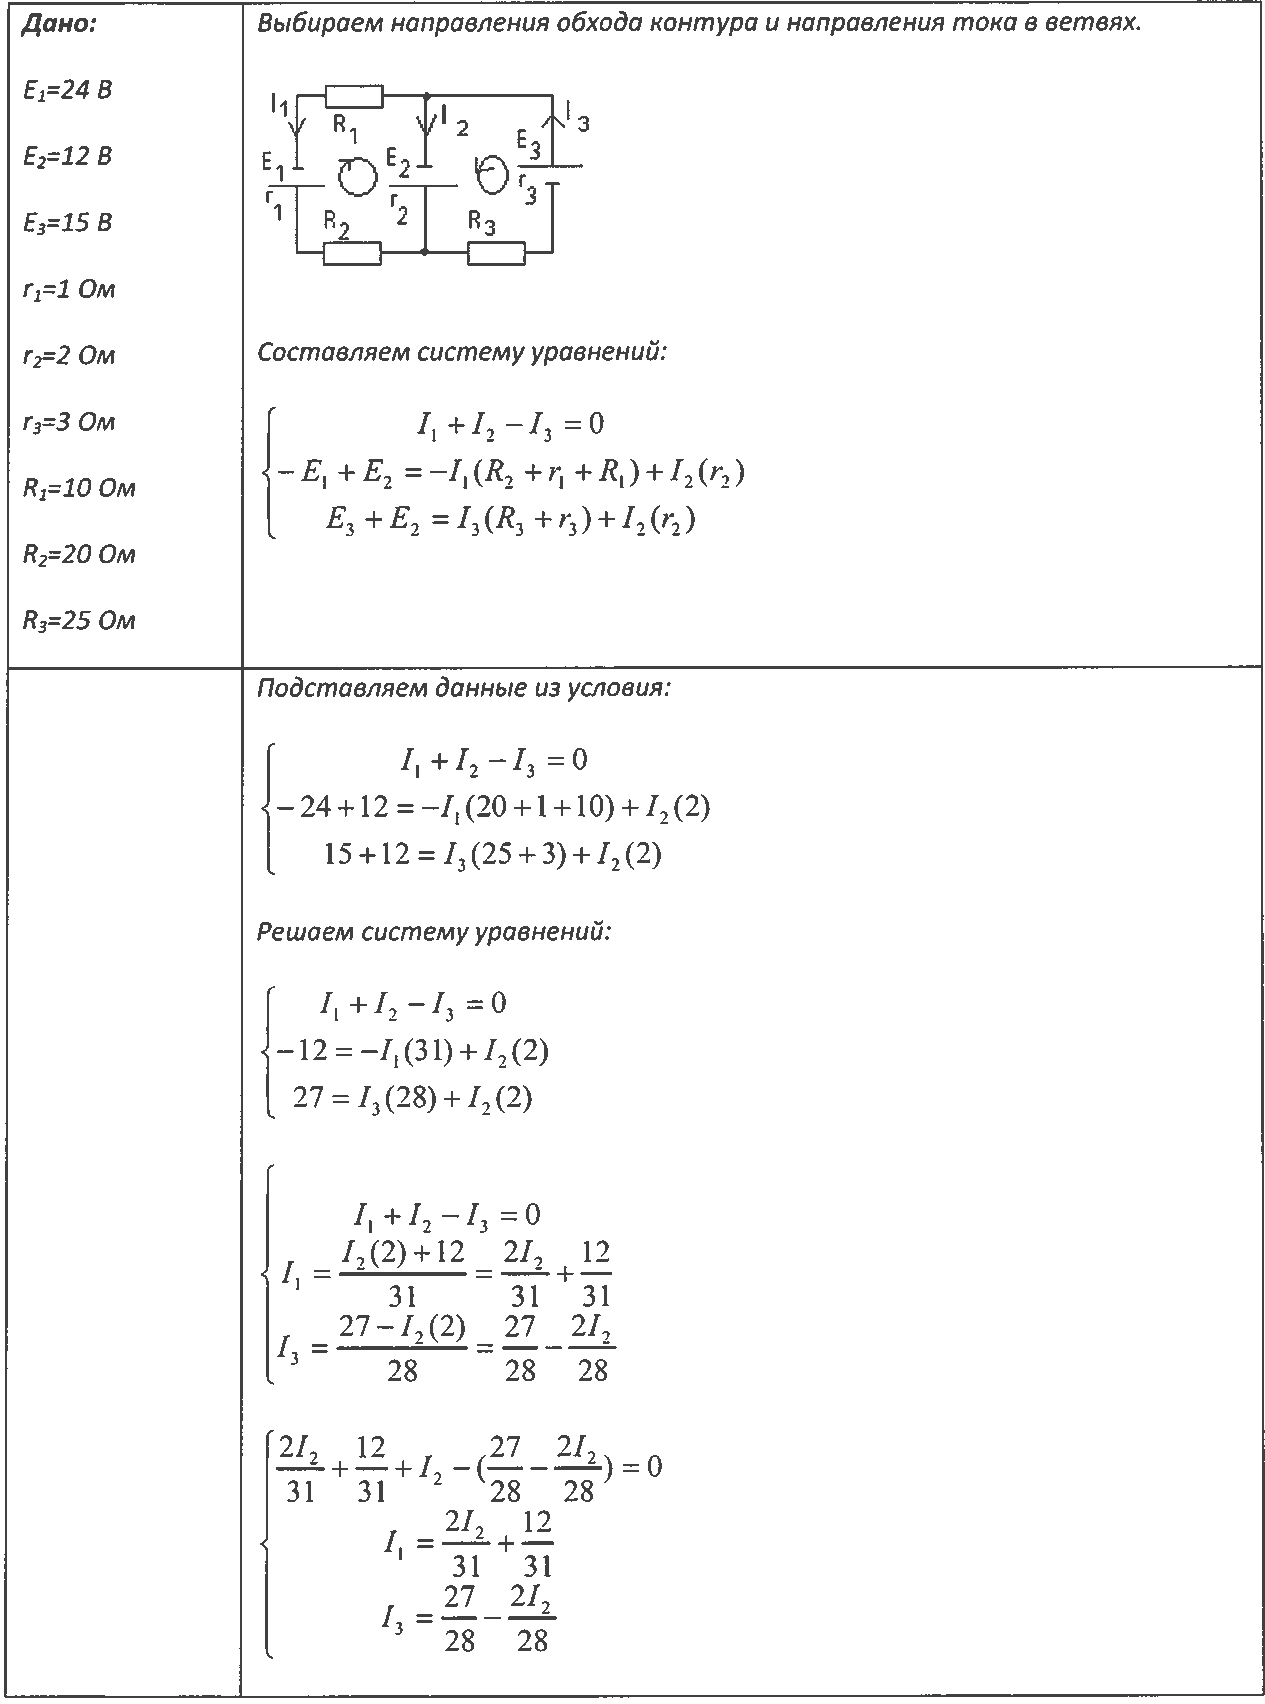 Дано:
E₁=24 В
E₂=12 В
E₃=15 В
r₁=1 Ом
r₂=2 Ом
r₃=3 Ом
R₁=10 Ом
R₂=20 Ом
R₃=25 Ом
Выбираем направления обхода контура и направления тока в ветвях.
I₁ R₁ I₂ I₃
E₁ E₂ E₃
r₁ r₂ r₃
R₂ R₃
Составляем систему уравнений:
I₁ + I₂ − I₃ = 0
− E₁ + E₂ = −I₁(R₂ + r₁ + R₁) + I₂(r₂)
E₃ + E₂ = I₃(R₃ + r₃) + I₂(r₂)
Подставляем данные из условия:
I₁ + I₂ − I₃ = 0
− 24 + 12 = −I₁(20 + 1 + 10) + I₂(2)
15 + 12 = I₃(25 + 3) + I₂(2)
Решаем систему уравнений:
I₁ + I₂ − I₃ = 0
−12 = −I₁(31) + I₂(2)
27 = I₃(28) + I₂(2)
I₁ + I₂ − I₃ = 0
I₁ = (I₂(2) + 12)/31 = 2I₂/31 + 12/31
I₃ = (27 − I₂(2))/28 = 27/28 − 2I₂/28
2I₂/31 + 12/31 + I₂ − (27/28 − 2I₂/28) = 0
I₁ = 2I₂/31 + 12/31
I₃ = 27/28 − 2I₂/28